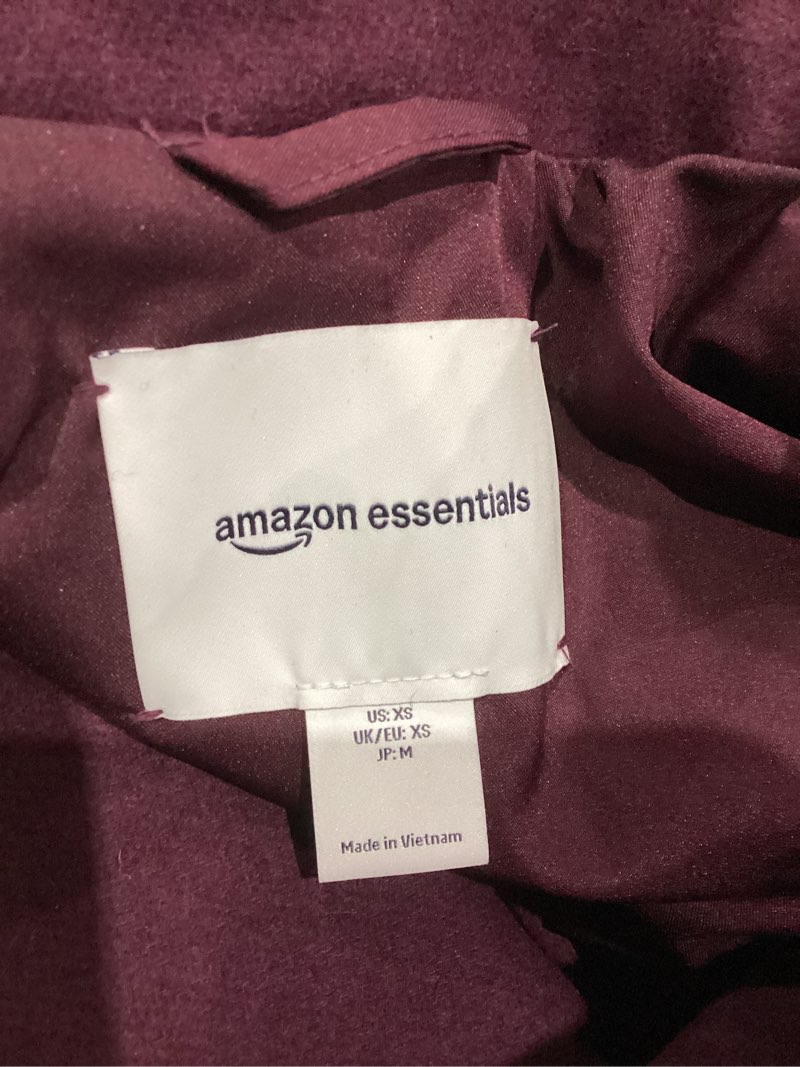 amazon essentials
US: XS
UK/EU: XS
JP: M
Made in Vietnam